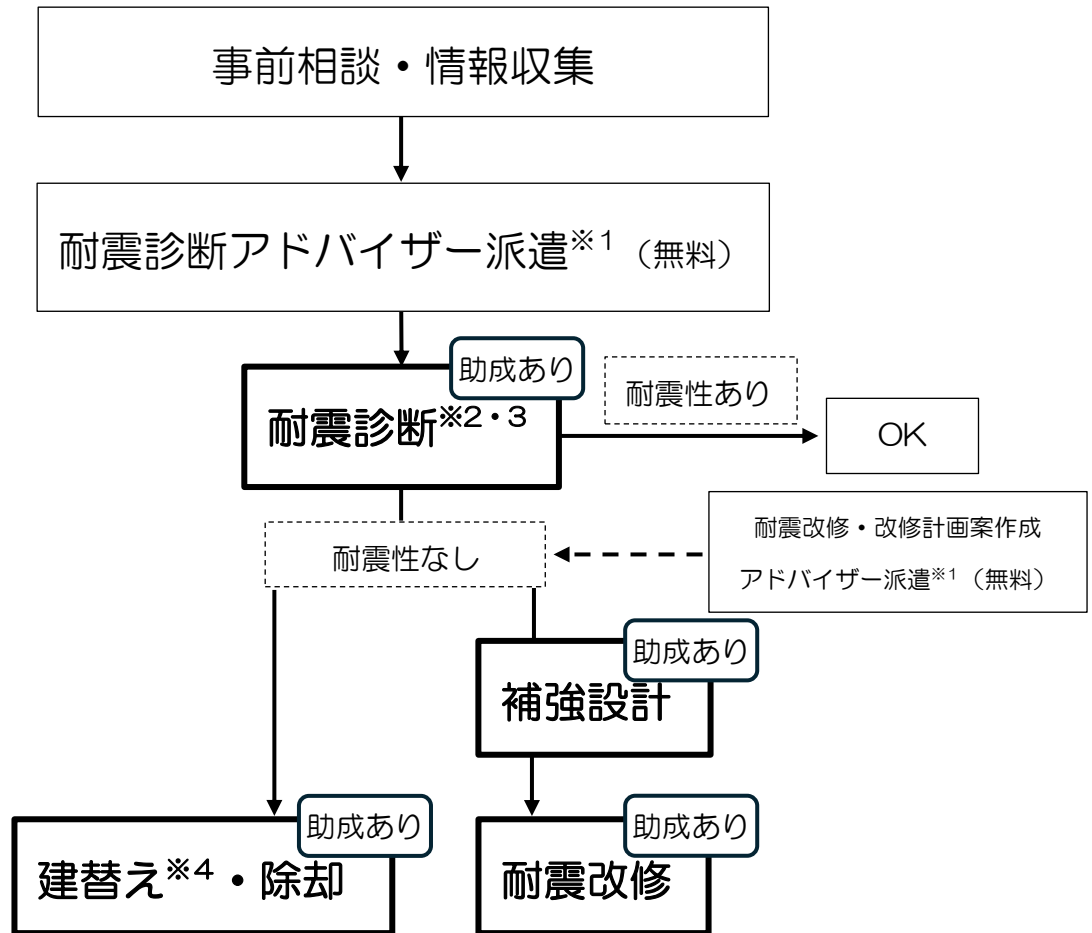 事前相談・情報収集
耐震診断アドバイザー派遣※1（無料）
助成あり
耐震診断※2・3
耐震性あり
OK
耐震性なし
耐震改修・改修計画案作成
アドバイザー派遣※1（無料）
助成あり
補強設計
助成あり
建替え※4・除却
助成あり
耐震改修